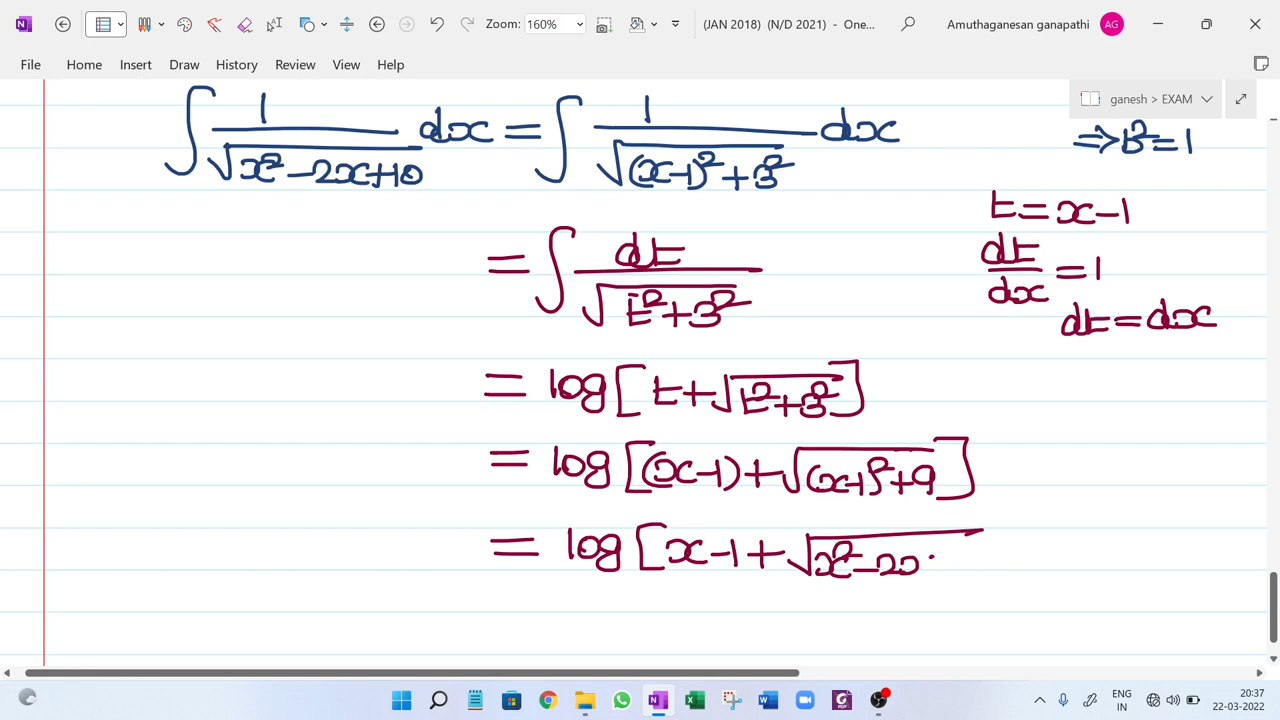 Zoom: 160% (JAN 2018) (N/D 2021) - One... Amuthaganesan ganapathi AG
File Home Insert Draw History Review View Help
ganesh > EXAM
∫ 1/√(x² - 2x + 10) dx = ∫ 1/√((x-1)² + 3²) dx
⇒ B² = 1
t = x - 1
= ∫ dt/√(t² + 3²)
dt/dx = 1
dt = dx
= log[t + √(t² + 3²)]
= log[(x-1) + √((x-1)² + 9)]
= log[x - 1 + √(x² - 2x
ENG IN 20:37 22-03-2022